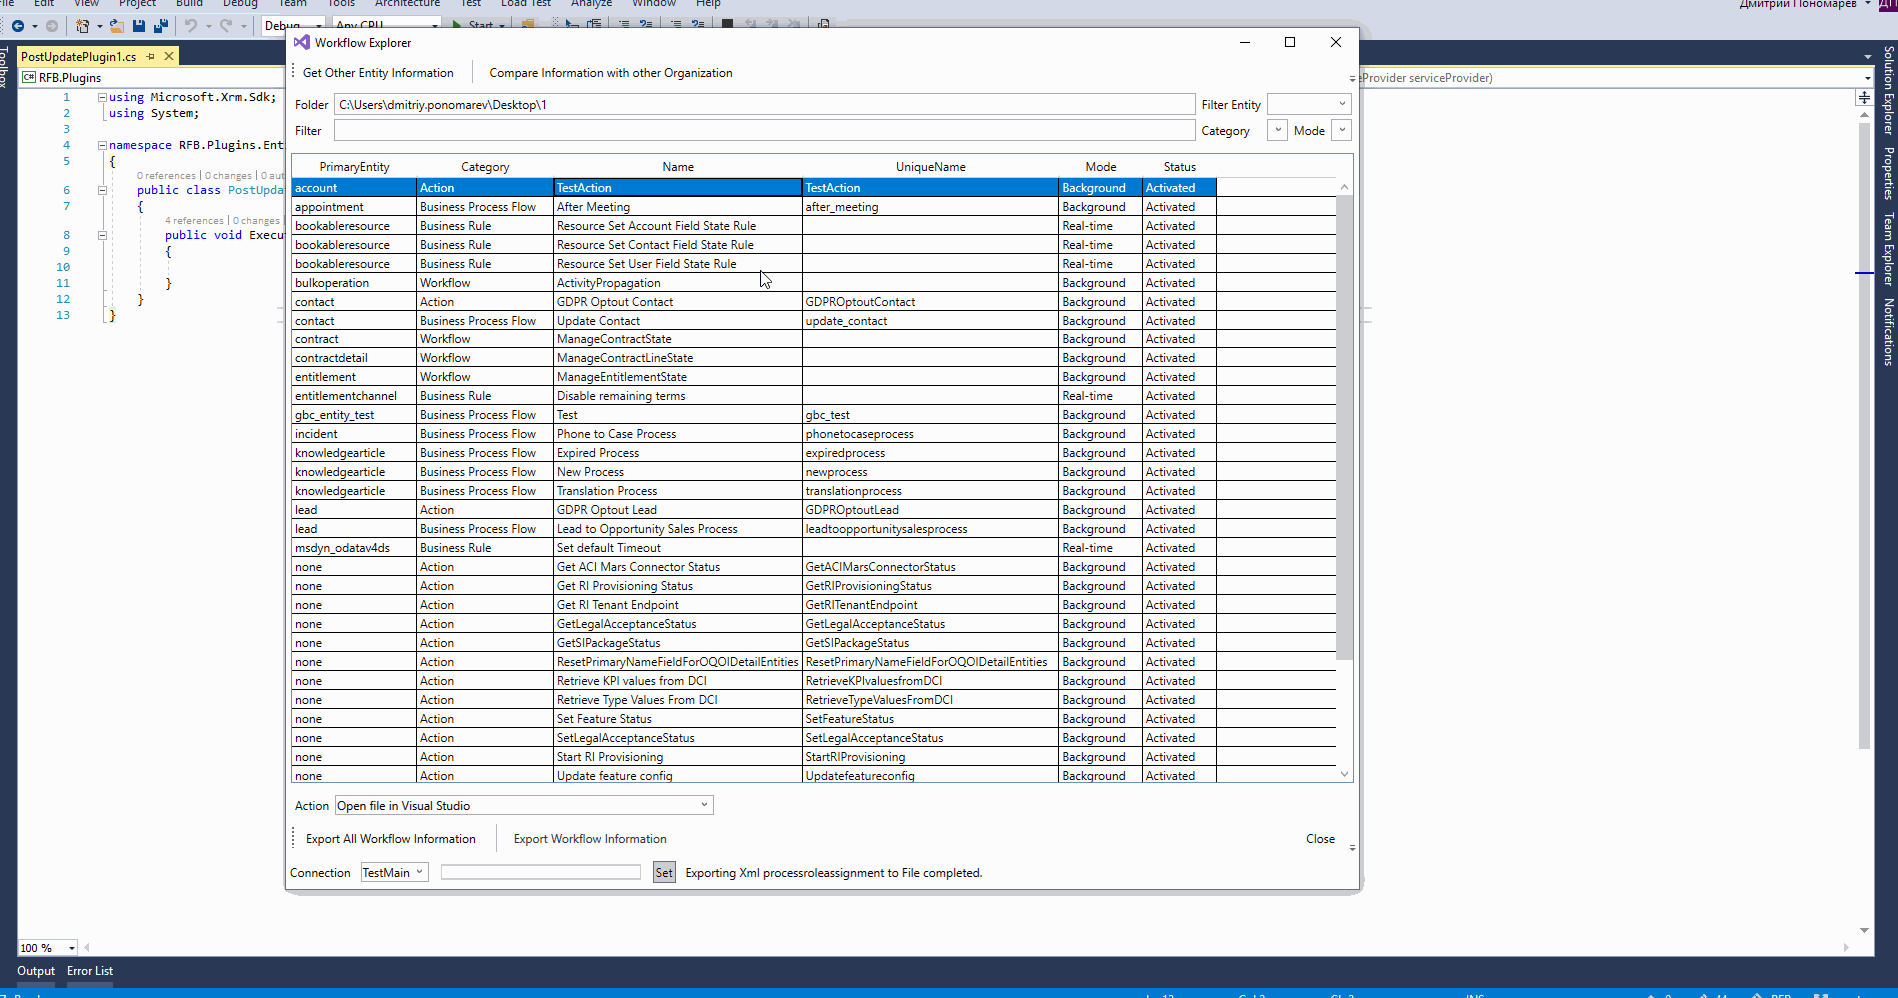 File Edit View Project Build Debug Team Tools Architecture Test Load Test Analyze Window Help
Дмитрий Пономарев
ДП
Debug Any CPU Start
PostUpdatePlugin1.cs
RFB.Plugins
eProvider serviceProvider)
1 using Microsoft.Xrm.Sdk;
2 using System;
3
4 namespace RFB.Plugins.Ent
5 {
0 references | 0 changes | 0 aut
6 public class PostUpda
7 {
4 references | 0 changes |
8 public void Execu
9 {
10
11 }
12 }
13 }
Toolbox
Solution Explorer
Properties
Team Explorer
Notifications
Workflow Explorer
Get Other Entity Information Compare Information with other Organization
Folder C:\Users\dmitriy.ponomarev\Desktop\1 Filter Entity
Filter Category Mode
PrimaryEntity Category Name UniqueName Mode Status
account Action TestAction TestAction Background Activated
appointment Business Process Flow After Meeting after_meeting Background Activated
bookableresource Business Rule Resource Set Account Field State Rule Real-time Activated
bookableresource Business Rule Resource Set Contact Field State Rule Real-time Activated
bookableresource Business Rule Resource Set User Field State Rule Real-time Activated
bulkoperation Workflow ActivityPropagation Background Activated
contact Action GDPR Optout Contact GDPROptoutContact Background Activated
contact Business Process Flow Update Contact update_contact Background Activated
contract Workflow ManageContractState Background Activated
contractdetail Workflow ManageContractLineState Background Activated
entitlement Workflow ManageEntitlementState Background Activated
entitlementchannel Business Rule Disable remaining terms Real-time Activated
gbc_entity_test Business Process Flow Test gbc_test Background Activated
incident Business Process Flow Phone to Case Process phonetocaseprocess Background Activated
knowledgearticle Business Process Flow Expired Process expiredprocess Background Activated
knowledgearticle Business Process Flow New Process newprocess Background Activated
knowledgearticle Business Process Flow Translation Process translationprocess Background Activated
lead Action GDPR Optout Lead GDPROptoutLead Background Activated
lead Business Process Flow Lead to Opportunity Sales Process leadtoopportunitysalesprocess Background Activated
msdyn_odatav4ds Business Rule Set default Timeout Real-time Activated
none Action Get ACI Mars Connector Status GetACIMarsConnectorStatus Background Activated
none Action Get RI Provisioning Status GetRIProvisioningStatus Background Activated
none Action Get RI Tenant Endpoint GetRITenantEndpoint Background Activated
none Action GetLegalAcceptanceStatus GetLegalAcceptanceStatus Background Activated
none Action GetSIPackageStatus GetSIPackageStatus Background Activated
none Action ResetPrimaryNameFieldForOQOIDetailEntities ResetPrimaryNameFieldForOQOIDetailEntities Background Activated
none Action Retrieve KPI values from DCI RetrieveKPIvaluesfromDCI Background Activated
none Action Retrieve Type Values From DCI RetrieveTypeValuesFromDCI Background Activated
none Action Set Feature Status SetFeatureStatus Background Activated
none Action SetLegalAcceptanceStatus SetLegalAcceptanceStatus Background Activated
none Action Start RI Provisioning StartRIProvisioning Background Activated
none Action Update feature config Updatefeatureconfig Background Activated
Action Open file in Visual Studio
Export All Workflow Information Export Workflow Information Close
Connection TestMain Set Exporting Xml processroleassignment to File completed.
100 %
Output Error List